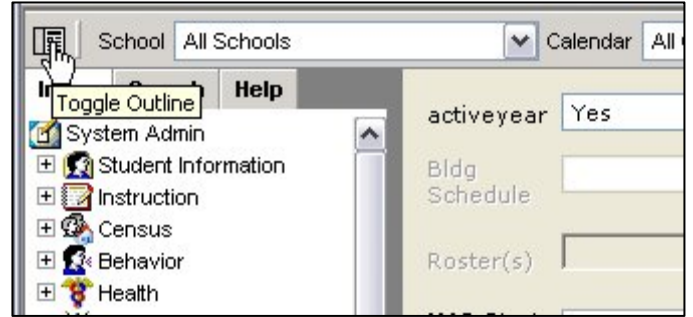 School All Schools Calendar All
Help
Toggle Outline
System Admin
Student Information
Instruction
Census
Behavior
Health
activeyear Yes
Bldg
Schedule
Roster(s)